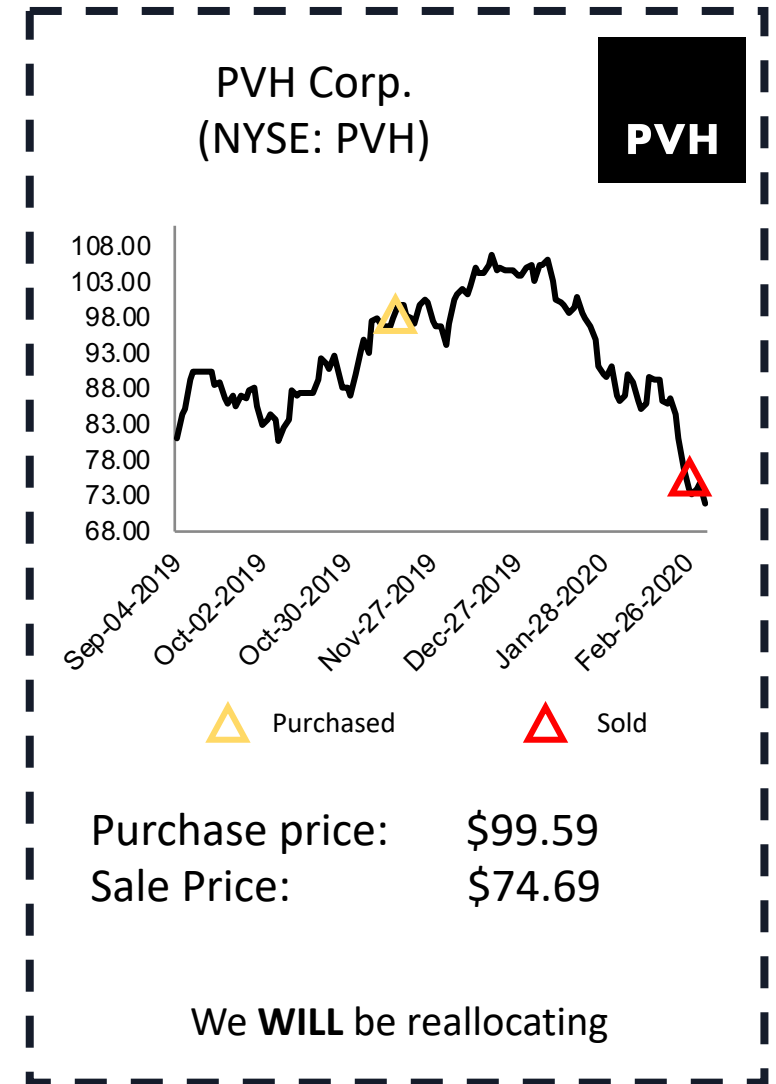 PVH Corp.
(NYSE: PVH)
PVH
108.00
103.00
98.00
93.00
88.00
83.00
78.00
73.00
68.00
Sep-04-2019
Oct-02-2019
Oct-30-2019
Nov-27-2019
Dec-27-2019
Jan-28-2020
Feb-26-2020
Purchased Sold
Purchase price: $99.59
Sale Price: $74.69
We WILL be reallocating